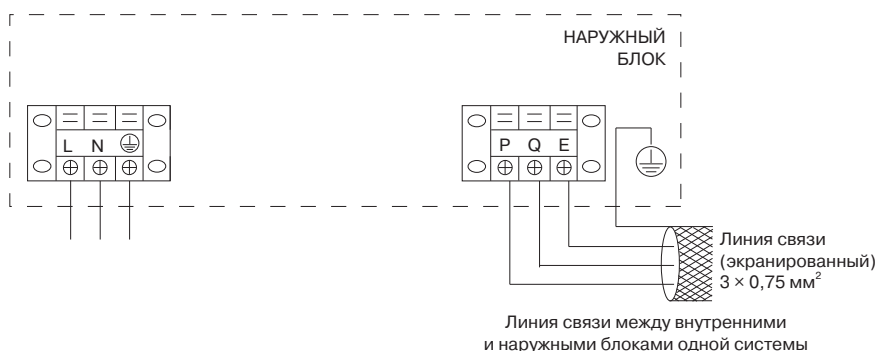 НАРУЖНЫЙ
БЛОК
L N
P Q E
Линия связи
(экранированный)
3 × 0,75 мм²
Линия связи между внутренними
и наружными блоками одной системы